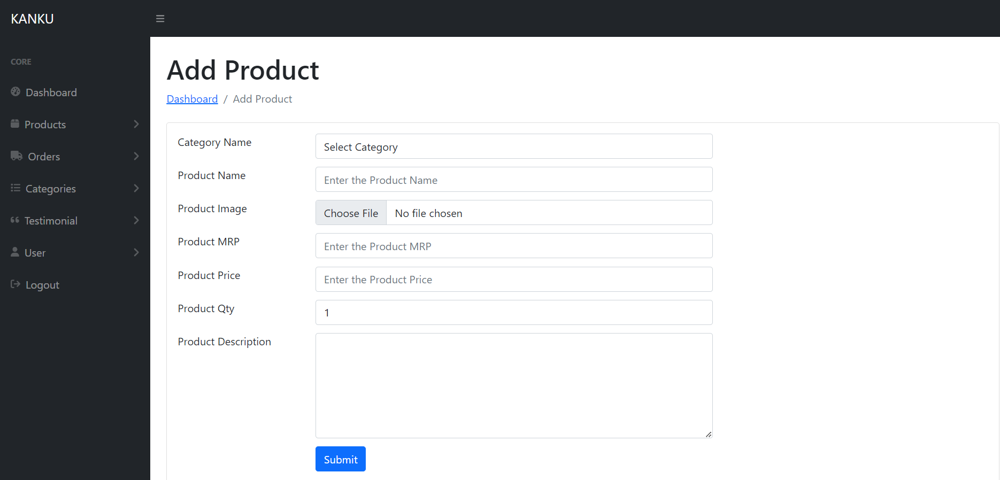 KANKU
CORE
Dashboard
Products
Orders
Categories
Testimonial
User
Logout
Add Product
Dashboard / Add Product
Category Name
Select Category
Product Name
Enter the Product Name
Product Image
Choose File No file chosen
Product MRP
Enter the Product MRP
Product Price
Enter the Product Price
Product Qty
1
Product Description
Submit